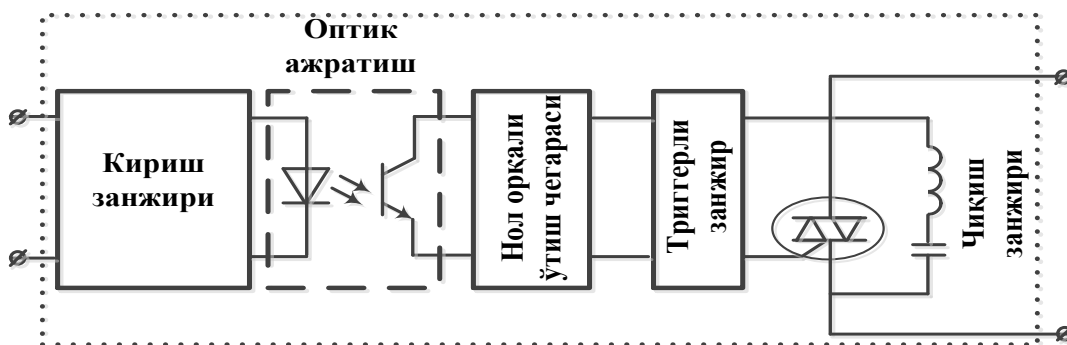 Оптик
ажратиш
Кириш
занжири
Нол орқали
ўтиш чегараси
Триггерли
занжир
Чиқиш
занжири